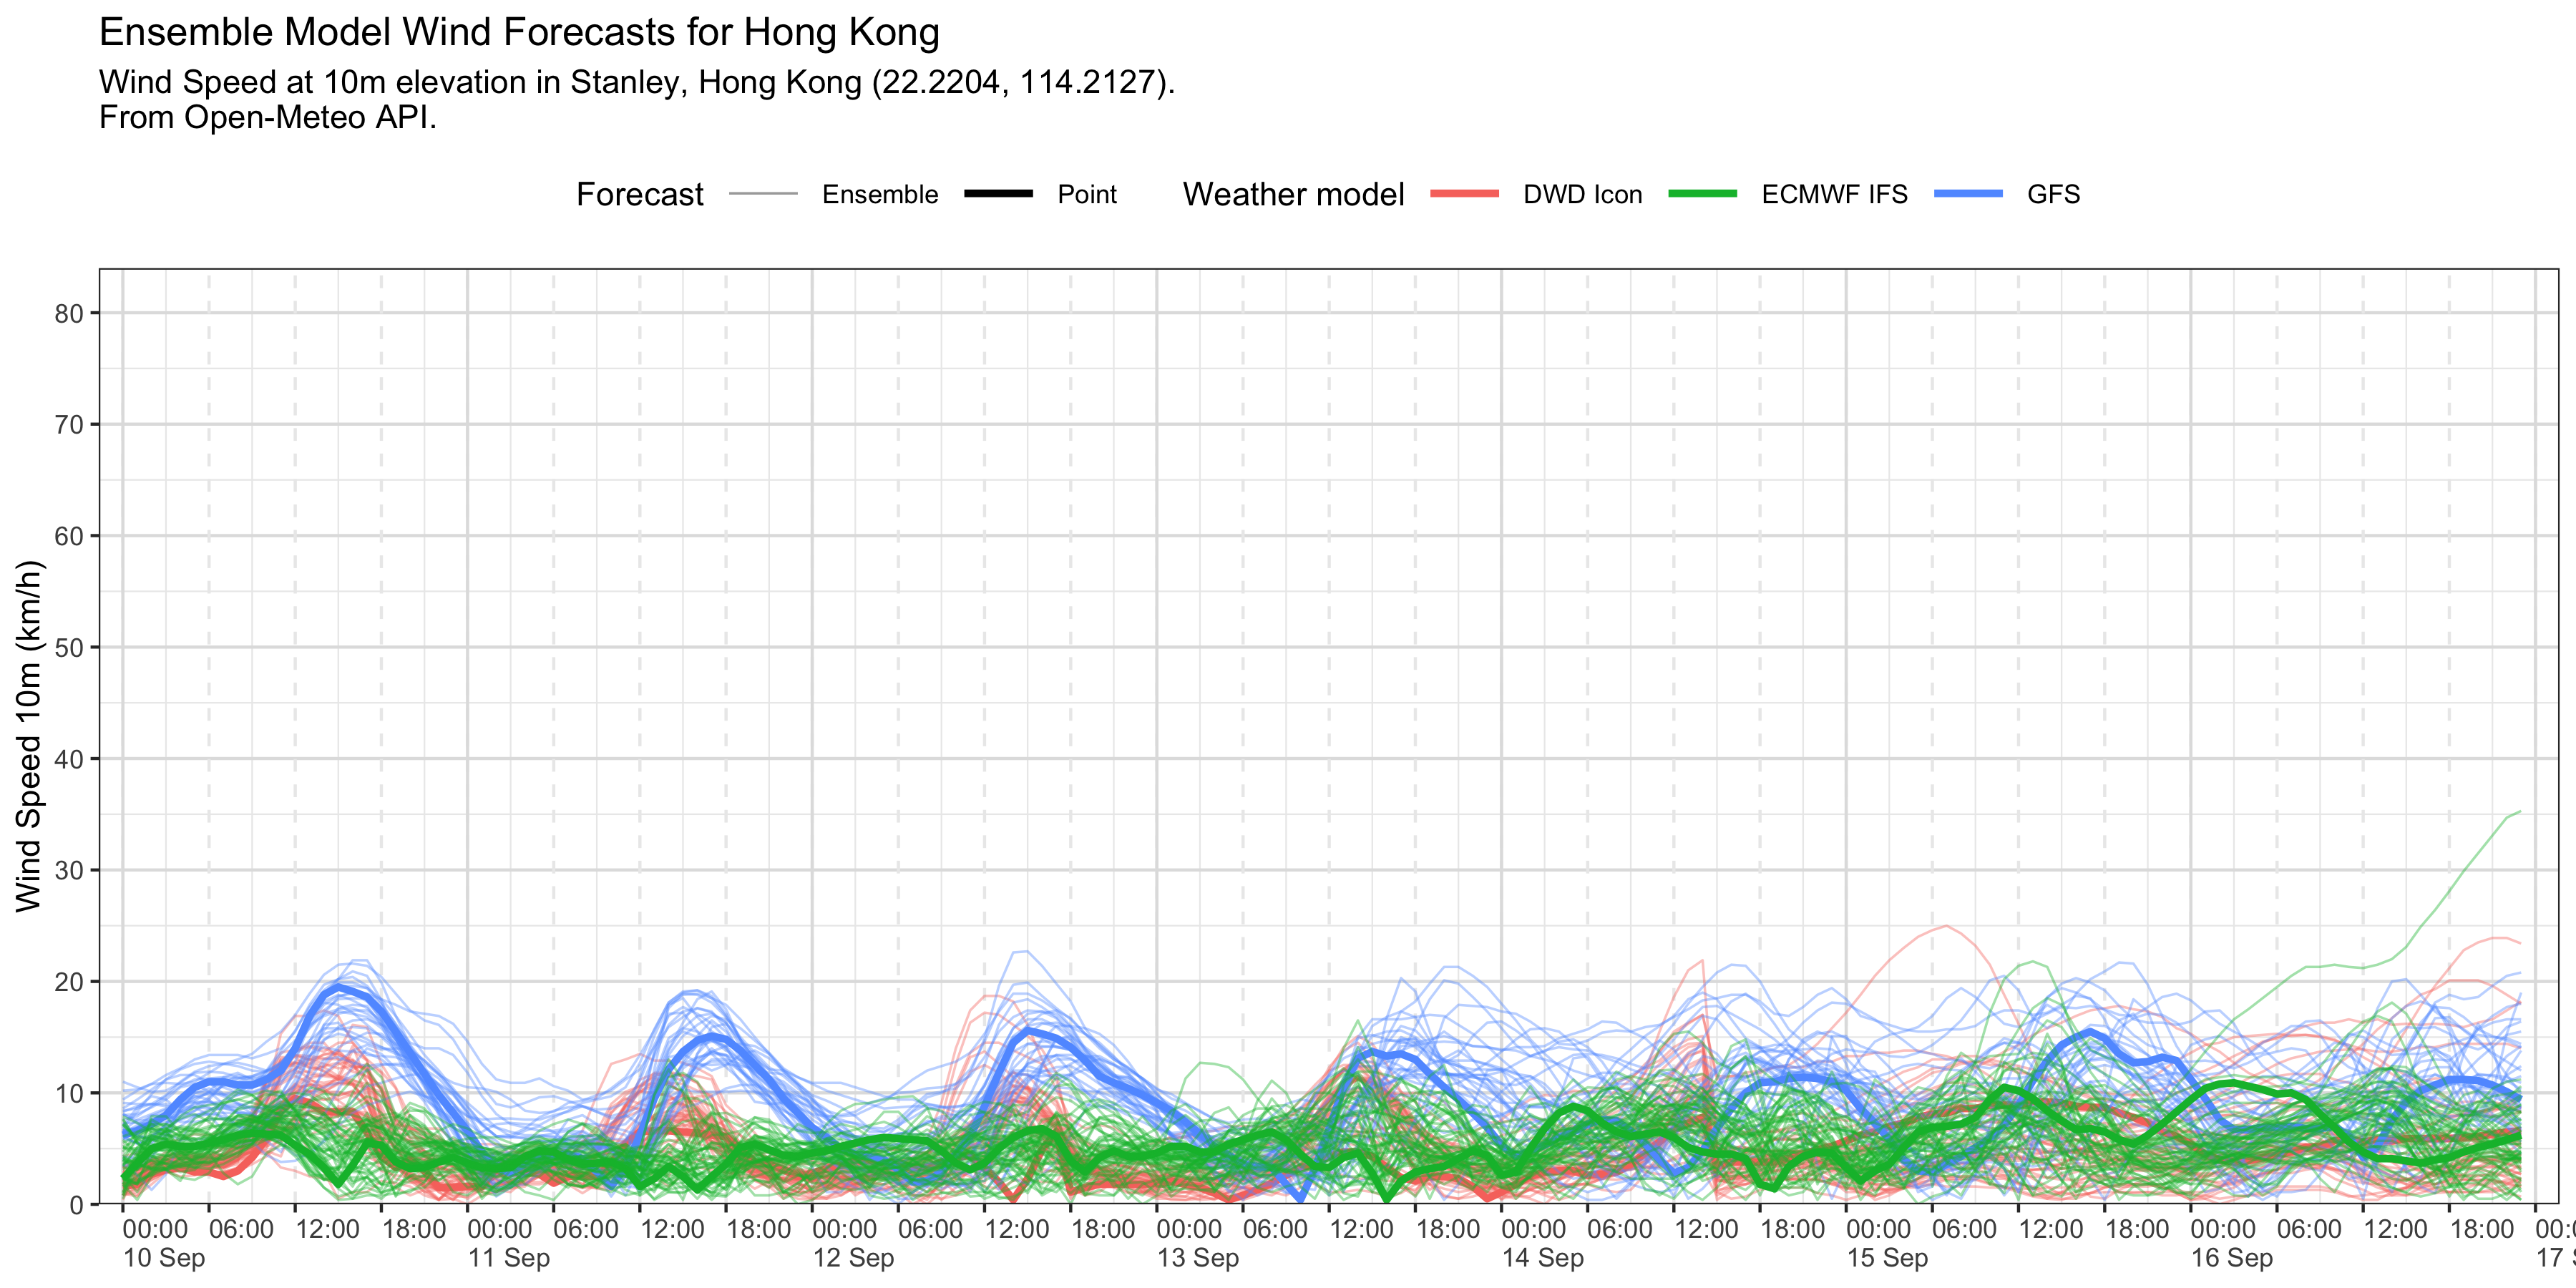 Ensemble Model Wind Forecasts for Hong Kong
Wind Speed at 10m elevation in Stanley, Hong Kong (22.2204, 114.2127).
From Open-Meteo API.
Forecast Ensemble Point Weather model DWD Icon ECMWF IFS GFS
Wind Speed 10m (km/h)
80
70
60
50
40
30
20
10
0
00:00 06:00 12:00 18:00 00:00 06:00 12:00 18:00 00:00 06:00 12:00 18:00 00:00 06:00 12:00 18:00 00:00 06:00 12:00 18:00 00:00 06:00 12:00 18:00 00:00 06:00 12:00 18:00
10 Sep 11 Sep 12 Sep 13 Sep 14 Sep 15 Sep 16 Sep 17